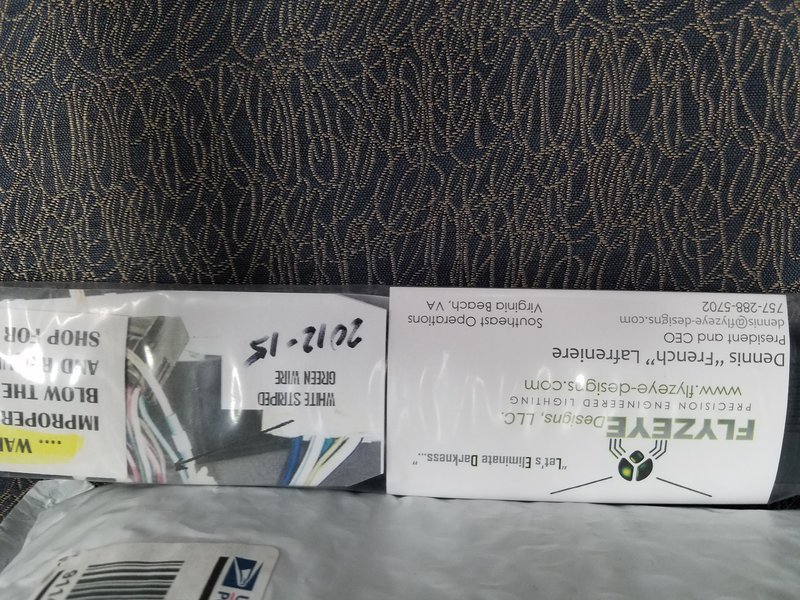 "Let's Eliminate Darkness..."
FLYZEYE Designs, LLC.
PRECISION ENGINEERED LIGHTING
www.flyzeye-designs.com
Dennis "French" Lafreniere
President and CEO
dennis@flyzeye-designs.com
757-288-5702
Southeast Operations
Virginia Beach, VA
WHITE STRIPED
GREEN WIRE
2012-15
....
IMPROPER
BLOW THE
AND
SHOP FOR